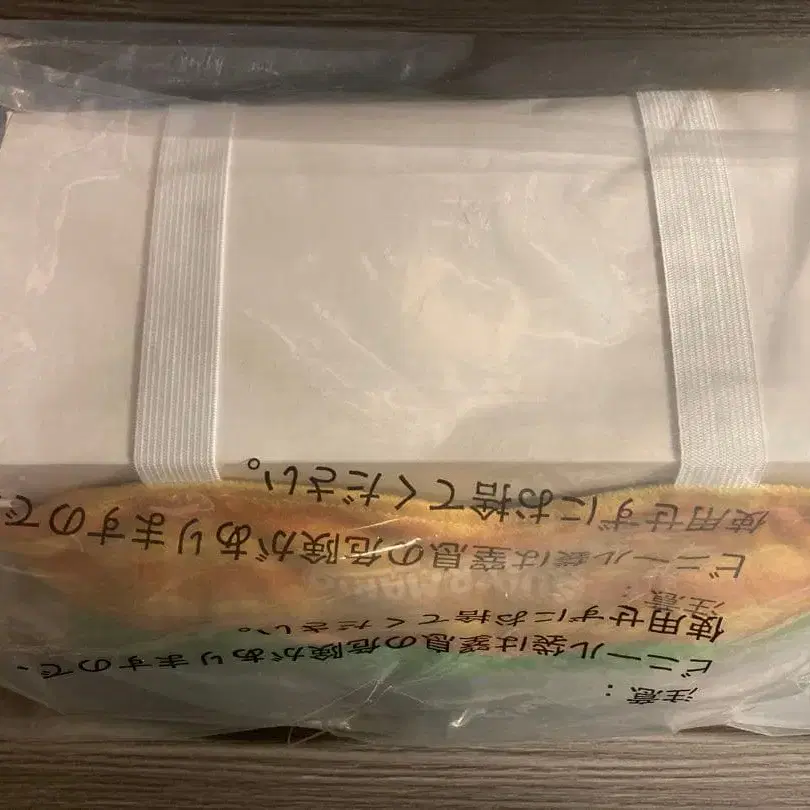 注意：
ビニール袋は窒息の危険がありますので、
使用せずにお捨てください。
注意：
ビニール袋は窒息の危険がありますので
使用せずにお捨てください。